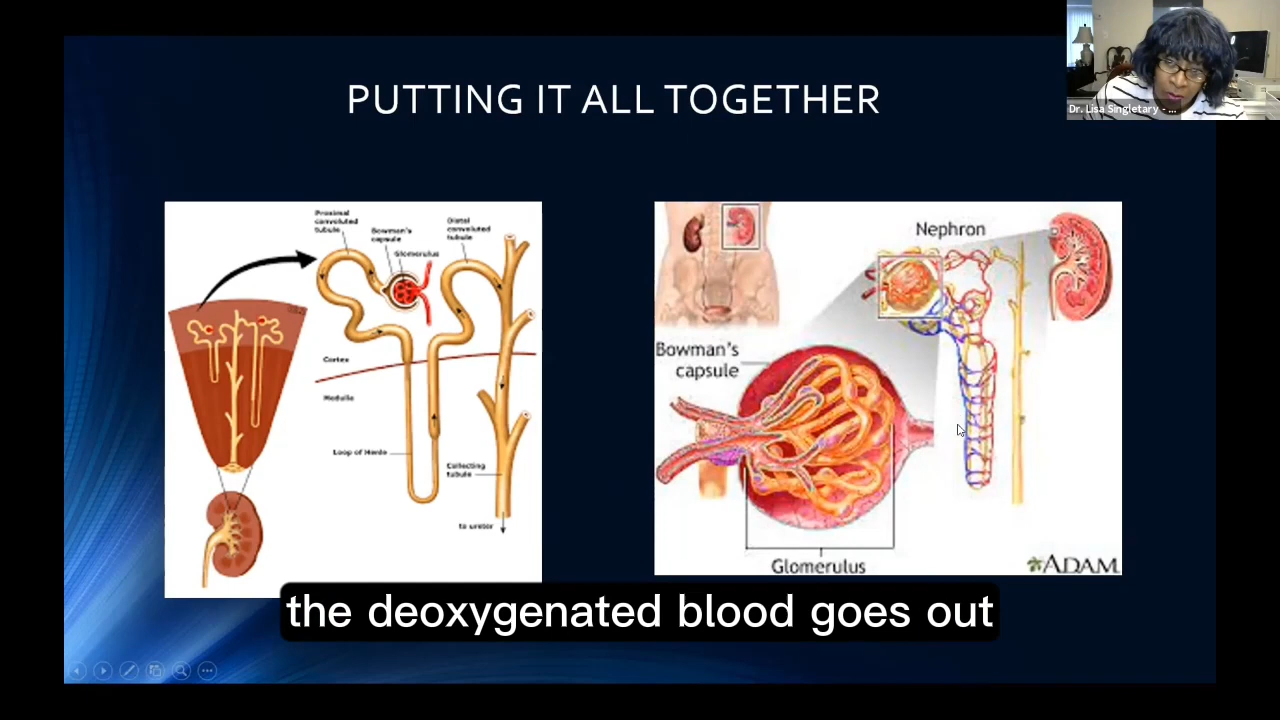 Dr. Lisa Singletary - ...
PUTTING IT ALL TOGETHER
Proximal
convoluted
tubule
Bowman's
capsule
Glomerulus
Distal
convoluted
tubule
Cortex
Medulla
Loop of Henle
Collecting
tubule
to ureter
Nephron
Bowman's
capsule
Glomerulus
ADAM.
the deoxygenated blood goes out